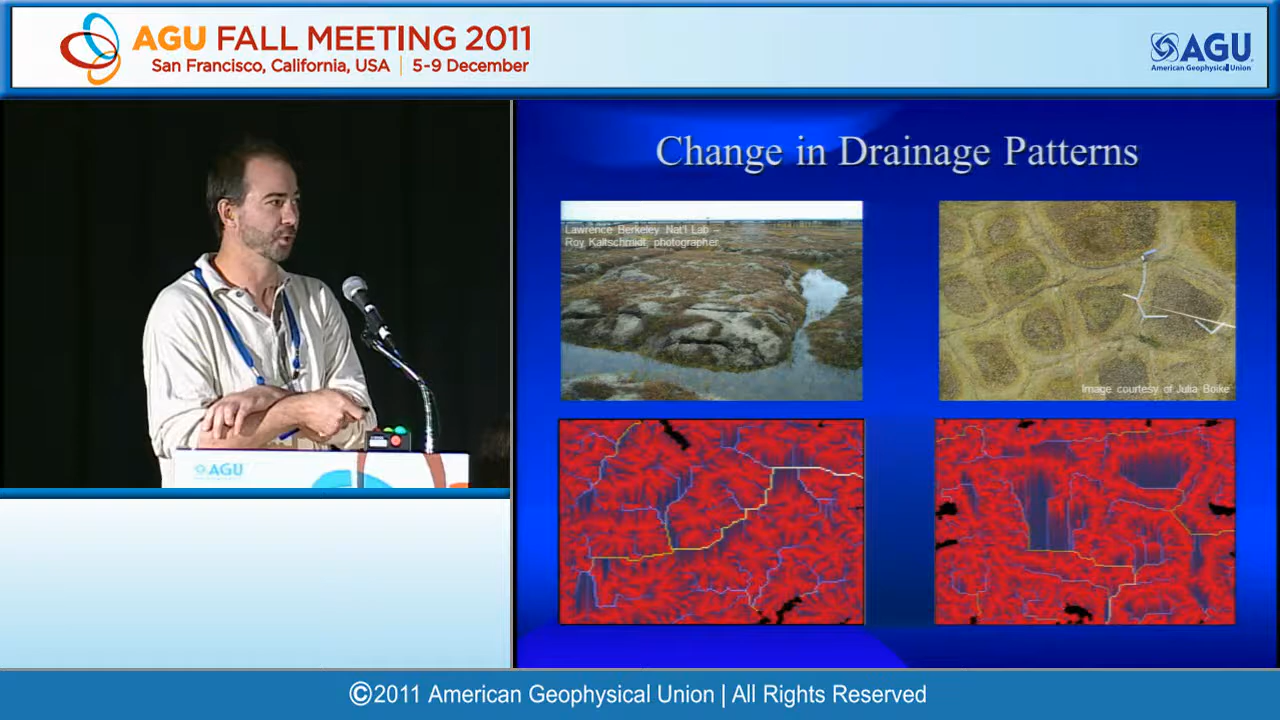 AGU FALL MEETING 2011
San Francisco, California, USA | 5-9 December
AGU
American Geophysical Union
Change in Drainage Patterns
Lawrence Berkeley Nat'l Lab –
Roy Kaltschmidt, photographer
Image courtesy of Julia Boike
AGU
©2011 American Geophysical Union | All Rights Reserved